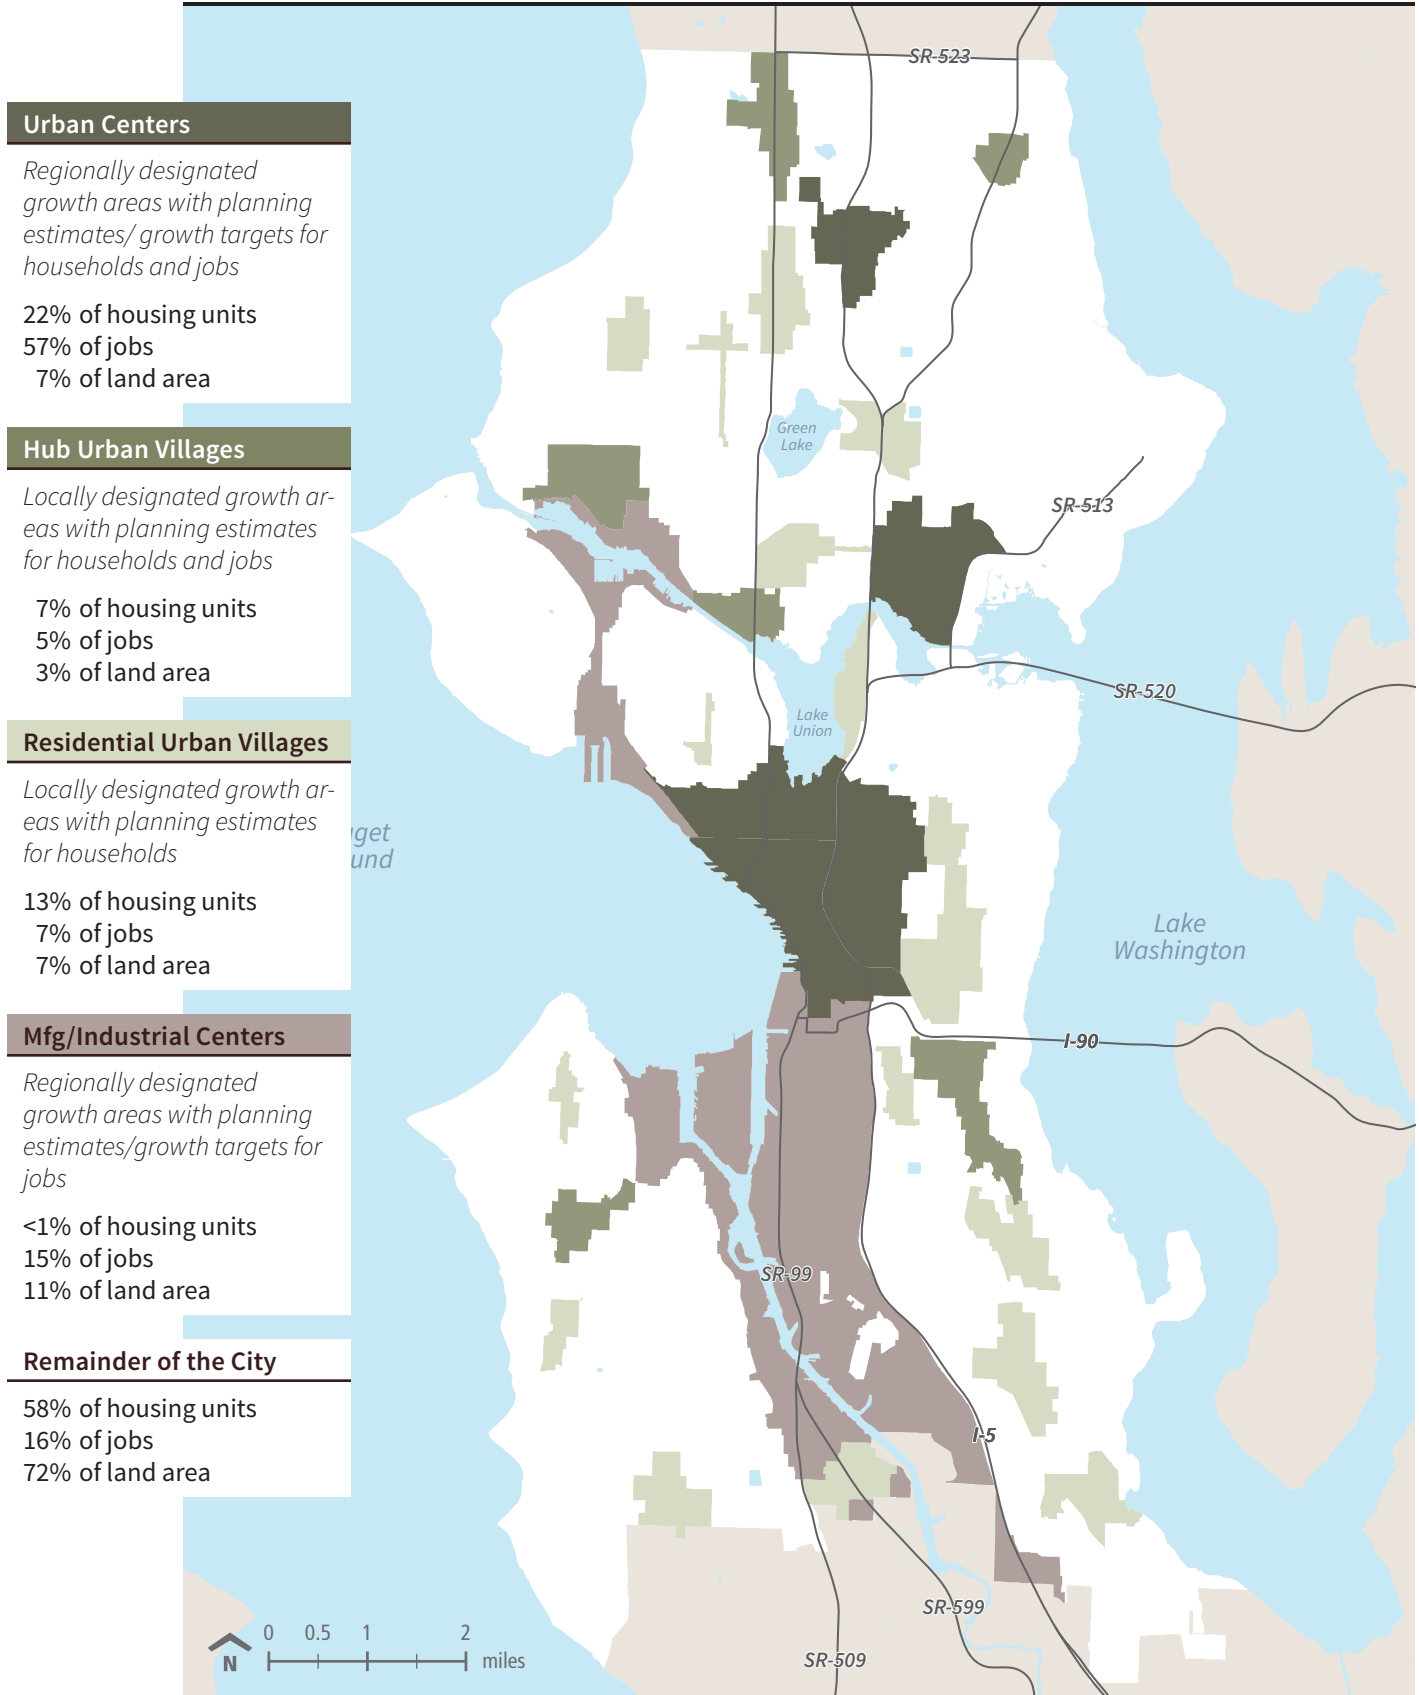 Urban Centers
Regionally designated
growth areas with planning
estimates/ growth targets for
households and jobs
22% of housing units
57% of jobs
7% of land area
Hub Urban Villages
Locally designated growth ar-
eas with planning estimates
for households and jobs
7% of housing units
5% of jobs
3% of land area
Residential Urban Villages
Locally designated growth ar-
eas with planning estimates
for households
13% of housing units
7% of jobs
7% of land area
Mfg/Industrial Centers
Regionally designated
growth areas with planning
estimates/growth targets for
jobs
<1% of housing units
15% of jobs
11% of land area
Remainder of the City
58% of housing units
16% of jobs
72% of land area
SR-523
Green
Lake
SR-513
SR-520
Lake
Union
Lake
Washington
I-90
SR-99
I-5
SR-599
SR-509
N
0 0.5 1 2
miles